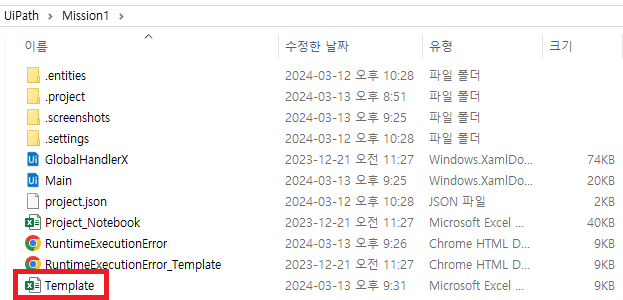 UiPath > Mission1 >
이름 수정한 날짜 유형 크기
.entities 2024-03-12 오후 10:28 파일 폴더
.project 2024-03-13 오후 8:51 파일 폴더
.screenshots 2024-03-13 오후 9:25 파일 폴더
.settings 2024-03-12 오후 10:28 파일 폴더
Ui GlobalHandlerX 2023-12-21 오전 11:27 Windows.XamlDo... 74KB
Ui Main 2024-03-13 오후 9:25 Windows.XamlDo... 20KB
project.json 2024-03-12 오후 10:28 JSON 파일 2KB
Project_Notebook 2023-12-21 오전 11:27 Microsoft Excel ... 40KB
RuntimeExecutionError 2024-03-13 오후 9:26 Chrome HTML D... 9KB
RuntimeExecutionError_Template 2023-12-21 오전 11:27 Chrome HTML D... 9KB
Template 2024-03-13 오후 9:31 Microsoft Excel ... 9KB